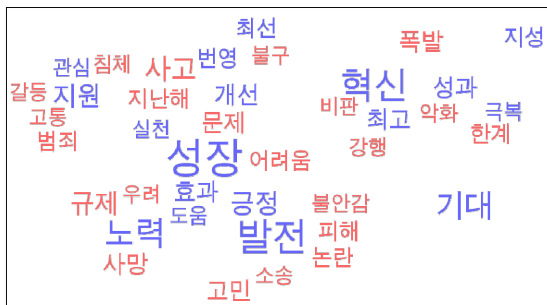 최선
지성
폭발
번영 불구
관심 침체 사고
혁신 성과
갈등 지원 지난해 개선
비판 최고 악화 극복
고통 실천 문제
범죄 한계
성장 어려움 강행
규제 우려 효과 긍정 불안감 기대
도움
노력 발전 피해
사망 논란
고민 소송